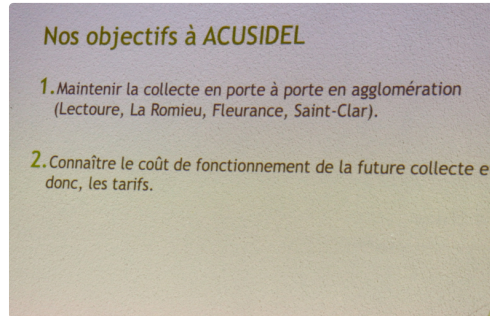 Nos objectifs à ACUSIDEL
1.Maintenir la collecte en porte à porte en agglomération
(Lectoure, La Romieu, Fleurance, Saint-Clar).
2.Connaître le coût de fonctionnement de la future collecte e
donc, les tarifs.